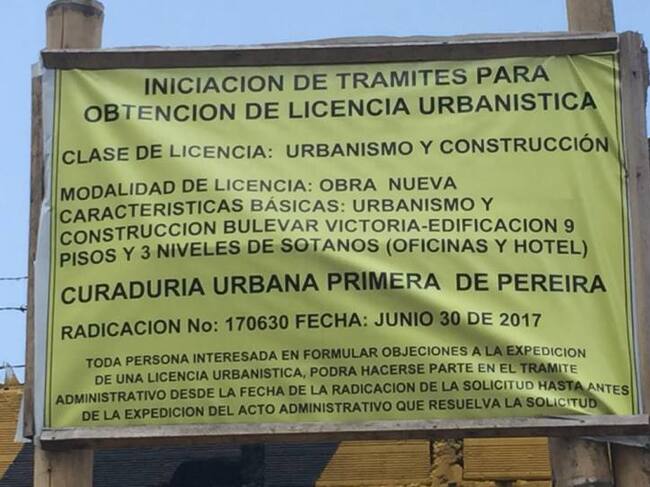 INICIACION DE TRAMITES PARA
OBTENCION DE LICENCIA URBANISTICA
CLASE DE LICENCIA: URBANISMO Y CONSTRUCCIÓN
MODALIDAD DE LICENCIA: OBRA NUEVA
CARACTERISTICAS BÁSICAS: URBANISMO Y
CONSTRUCCION BULEVAR VICTORIA-EDIFICACION 9
PISOS Y 3 NIVELES DE SOTANOS (OFICINAS Y HOTEL)
CURADURIA URBANA PRIMERA DE PEREIRA
RADICACION No: 170630 FECHA: JUNIO 30 DE 2017
TODA PERSONA INTERESADA EN FORMULAR OBJECIONES A LA EXPEDICION
DE UNA LICENCIA URBANISTICA, PODRA HACERSE PARTE EN EL TRAMITE
ADMINISTRATIVO DESDE LA FECHA DE LA RADICACION DE LA SOLICITUD HASTA ANTES
DE LA EXPEDICION DEL ACTO ADMINISTRATIVO QUE RESUELVA LA SOLICITUD